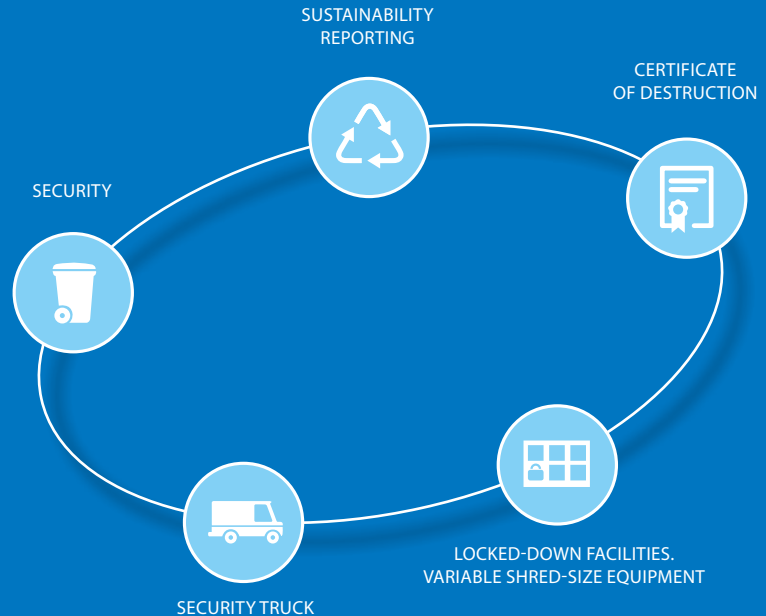 SUSTAINABILITY
REPORTING
CERTIFICATE
OF DESTRUCTION
SECURITY
LOCKED-DOWN FACILITIES.
VARIABLE SHRED-SIZE EQUIPMENT
SECURITY TRUCK